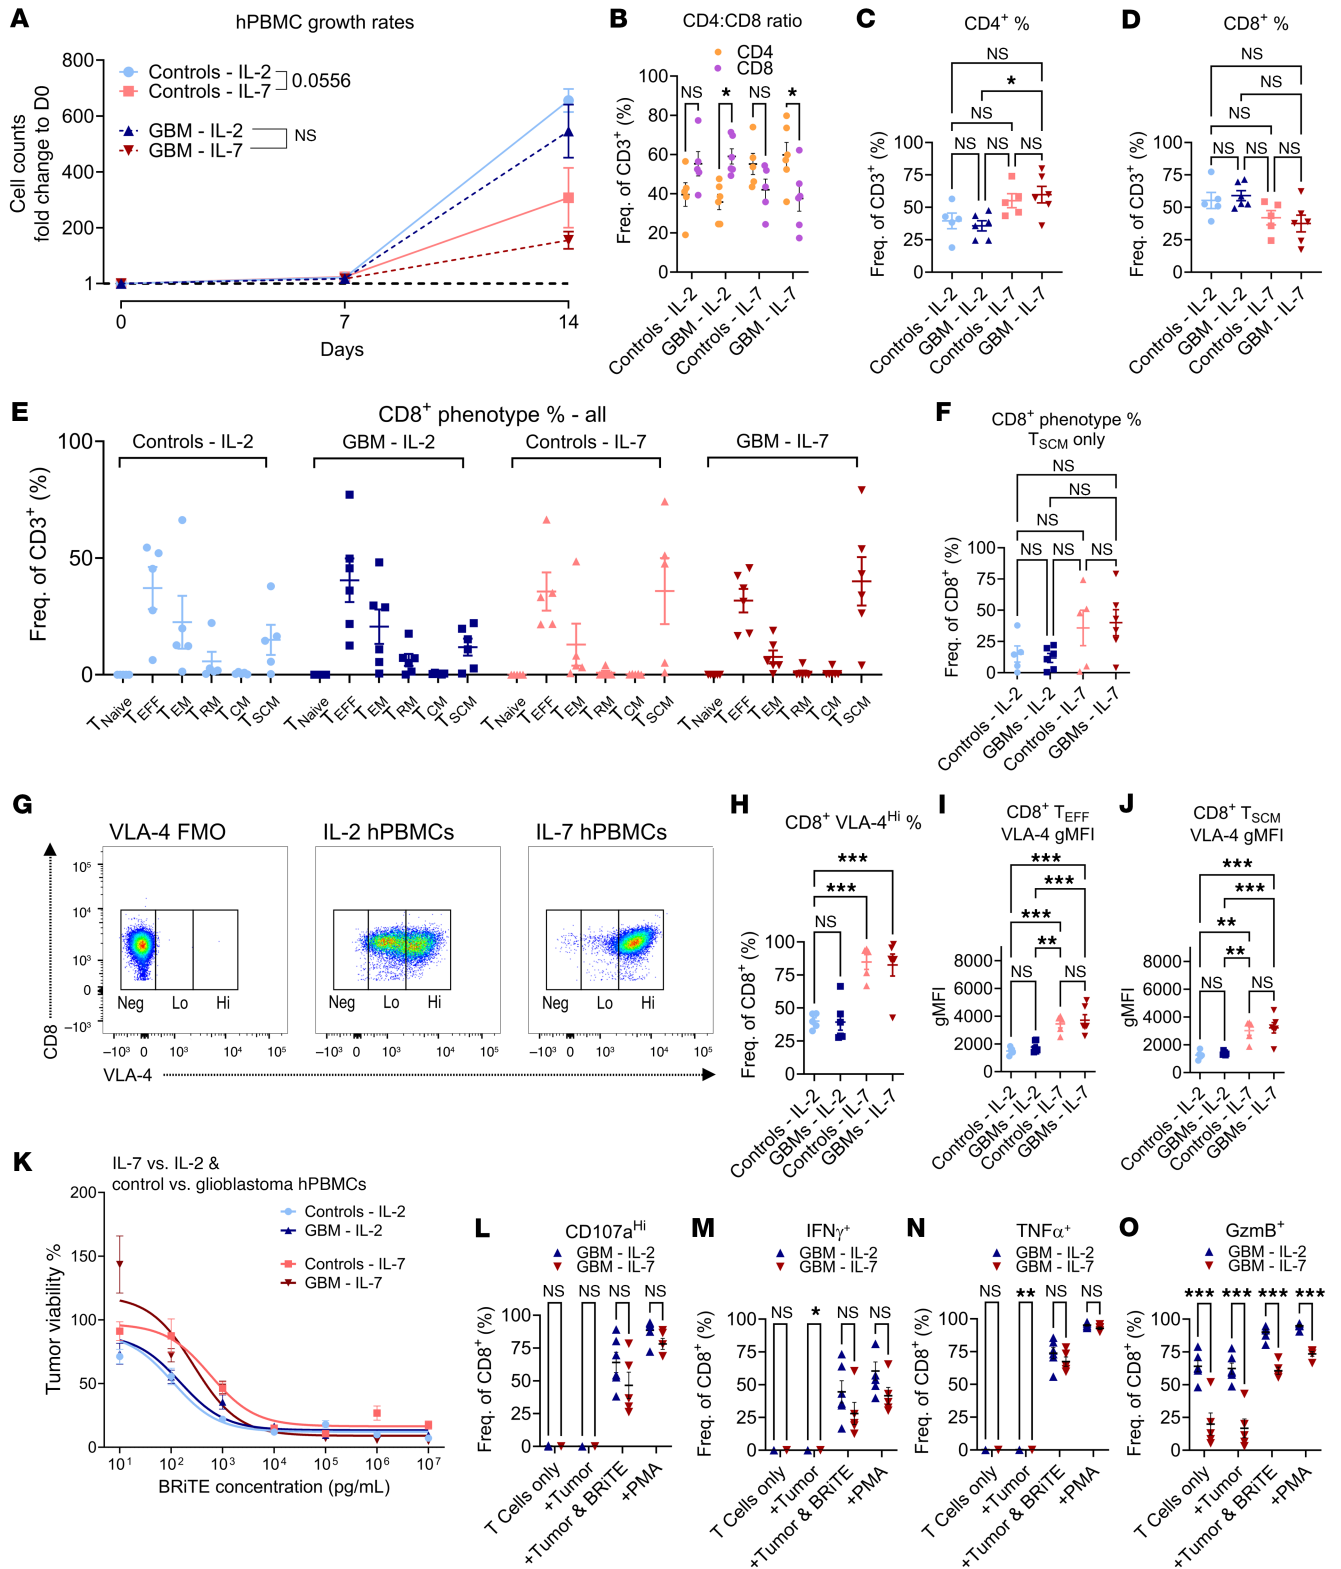 A
hPBMC growth rates
Cell counts
fold change to D0
800
600
400
200
1
Controls - IL-2
Controls - IL-7
0.0556
GBM - IL-2
GBM - IL-7
NS
0
7
14
Days
B
CD4:CD8 ratio
CD4
CD8
Freq. of CD3+ (%)
100
80
60
40
20
0
NS
*
NS
*
Controls - IL-2
GBM - IL-2
Controls - IL-7
GBM - IL-7
C
CD4+ %
NS
*
NS
NS
NS
NS
Freq. of CD3+ (%)
100
75
50
25
0
Controls - IL-2
GBM - IL-2
Controls - IL-7
GBM - IL-7
D
CD8+ %
NS
NS
NS
NS
NS
NS
Freq. of CD3+ (%)
100
75
50
25
0
Controls - IL-2
GBM - IL-2
Controls - IL-7
GBM - IL-7
E
CD8+ phenotype % - all
Controls - IL-2
GBM - IL-2
Controls - IL-7
GBM - IL-7
Freq. of CD3+ (%)
100
50
0
TNaive
TEFF
TEM
TRM
TCM
TSCM
TNaive
TEFF
TEM
TRM
TCM
TSCM
TNaive
TEFF
TEM
TRM
TCM
TSCM
TNaive
TEFF
TEM
TRM
TCM
TSCM
F
CD8+ phenotype %
TSCM only
NS
NS
NS
NS
NS
NS
Freq. of CD8+ (%)
100
75
50
25
0
Controls - IL-2
GBMs - IL-2
Controls - IL-7
GBMs - IL-7
G
VLA-4 FMO
IL-2 hPBMCs
IL-7 hPBMCs
CD8
10⁵
10⁴
10³
0
−10³
Neg
Lo
Hi
Neg
Lo
Hi
Neg
Lo
Hi
−10³
0
10³
10⁴
10⁵
−10³
0
10³
10⁴
10⁵
−10³
0
10³
10⁴
10⁵
VLA-4
H
CD8+ VLA-4Hi %
***
***
NS
Freq. of CD8+ (%)
100
75
50
25
0
Controls - IL-2
GBMs - IL-2
Controls - IL-7
GBMs - IL-7
I
CD8+ TEFF
VLA-4 gMFI
***
***
***
**
NS
NS
gMFI
8000
6000
4000
2000
0
Controls - IL-2
GBMs - IL-2
Controls - IL-7
GBMs - IL-7
J
CD8+ TSCM
VLA-4 gMFI
***
***
**
**
NS
NS
gMFI
8000
6000
4000
2000
0
Controls - IL-2
GBMs - IL-2
Controls - IL-7
GBMs - IL-7
K
IL-7 vs. IL-2 &
control vs. glioblastoma hPBMCs
Tumor viability %
200
150
100
50
0
Controls - IL-2
GBM - IL-2
Controls - IL-7
GBM - IL-7
10¹
10²
10³
10⁴
10⁵
10⁶
10⁷
BRiTE concentration (pg/mL)
L
CD107aHi
GBM - IL-2
GBM - IL-7
NS
NS
NS
NS
Freq. of CD8+ (%)
100
75
50
25
0
T Cells only
+Tumor
+Tumor & BRiTE
+PMA
M
IFNγ+
GBM - IL-2
GBM - IL-7
NS
*
NS
NS
Freq. of CD8+ (%)
100
75
50
25
0
T Cells only
+Tumor
+Tumor & BRiTE
+PMA
N
TNFα+
GBM - IL-2
GBM - IL-7
NS
**
NS
NS
Freq. of CD8+ (%)
100
75
50
25
0
T Cells only
+Tumor
+Tumor & BRiTE
+PMA
O
GzmB+
GBM - IL-2
GBM - IL-7
***
***
***
***
Freq. of CD8+ (%)
100
75
50
25
0
T Cells only
+Tumor
+Tumor & BRiTE
+PMA